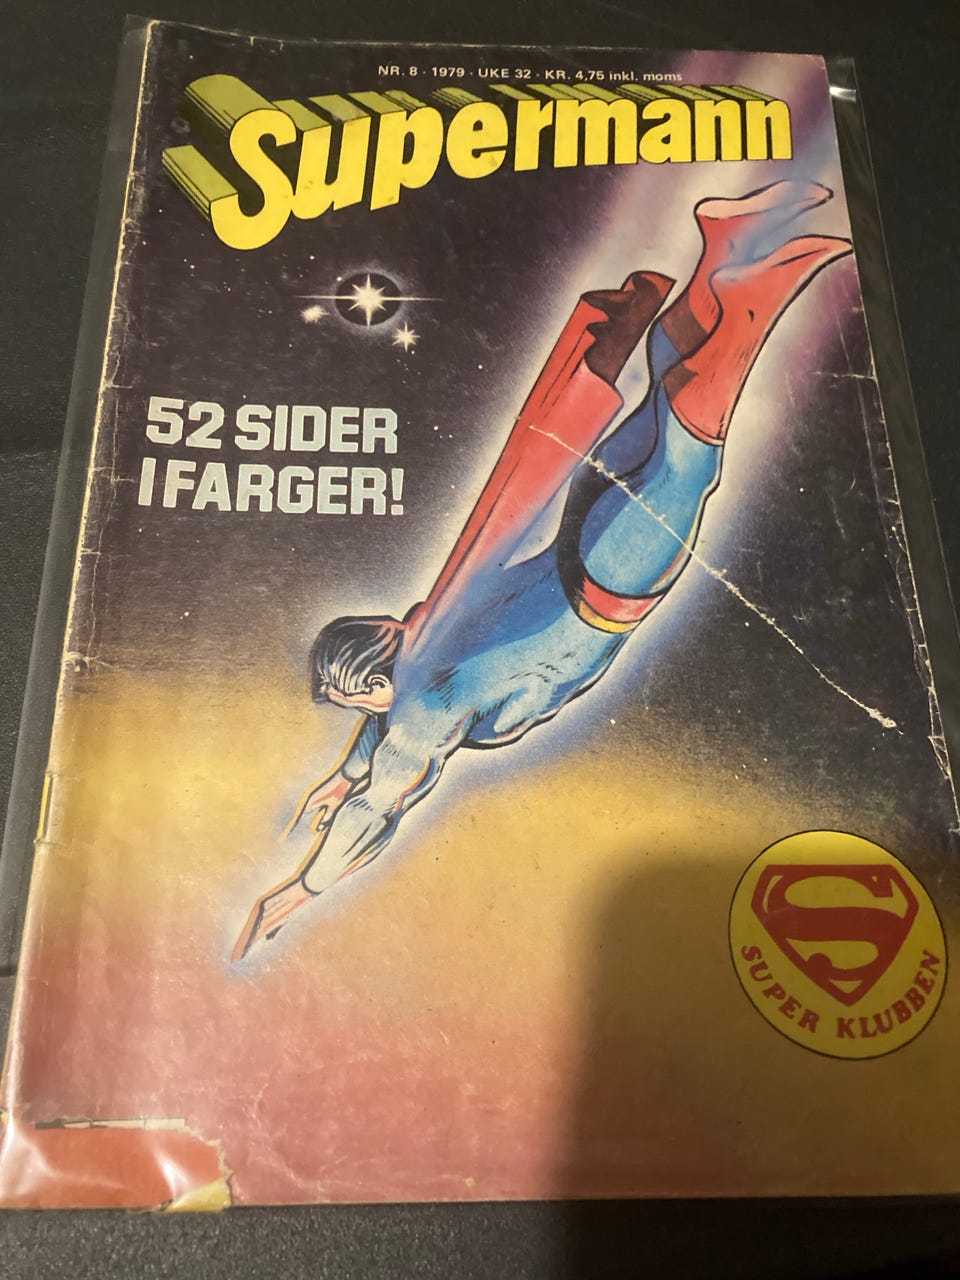 NR. 8 · 1979 · UKE 32 · KR. 4,75 inkl. moms
Supermann
52 SIDER
I FARGER!
S
SUPER KLUBBEN